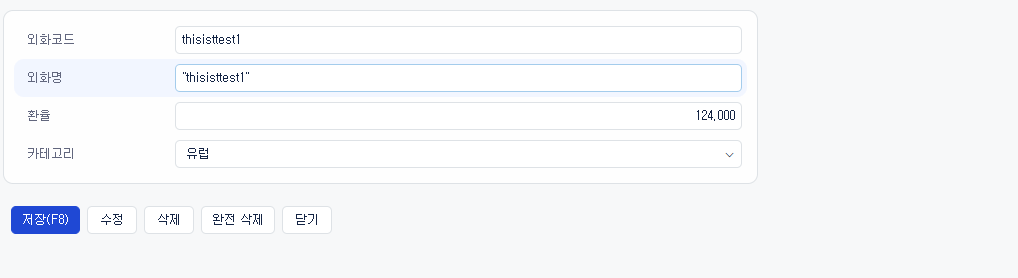 외화코드 thisisttest1
외화명 "thisisttest1"
환율 124,000
카테고리 유럽
저장(F8) 수정 삭제 완전 삭제 닫기